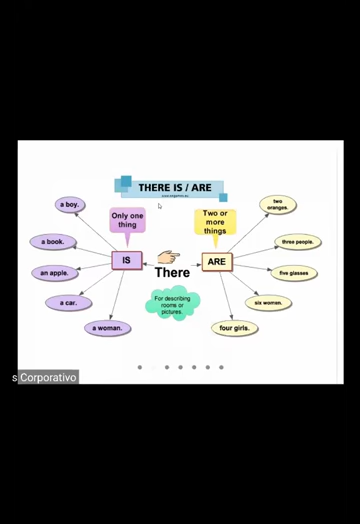 THERE IS / ARE
Only one
thing
Two or
more
things
a boy.
a book.
an apple.
a car.
a woman.
IS
There
ARE
two
oranges.
three people.
five glasses
six woman.
four girls.
For describing
rooms or
pictures.
s Corporativo